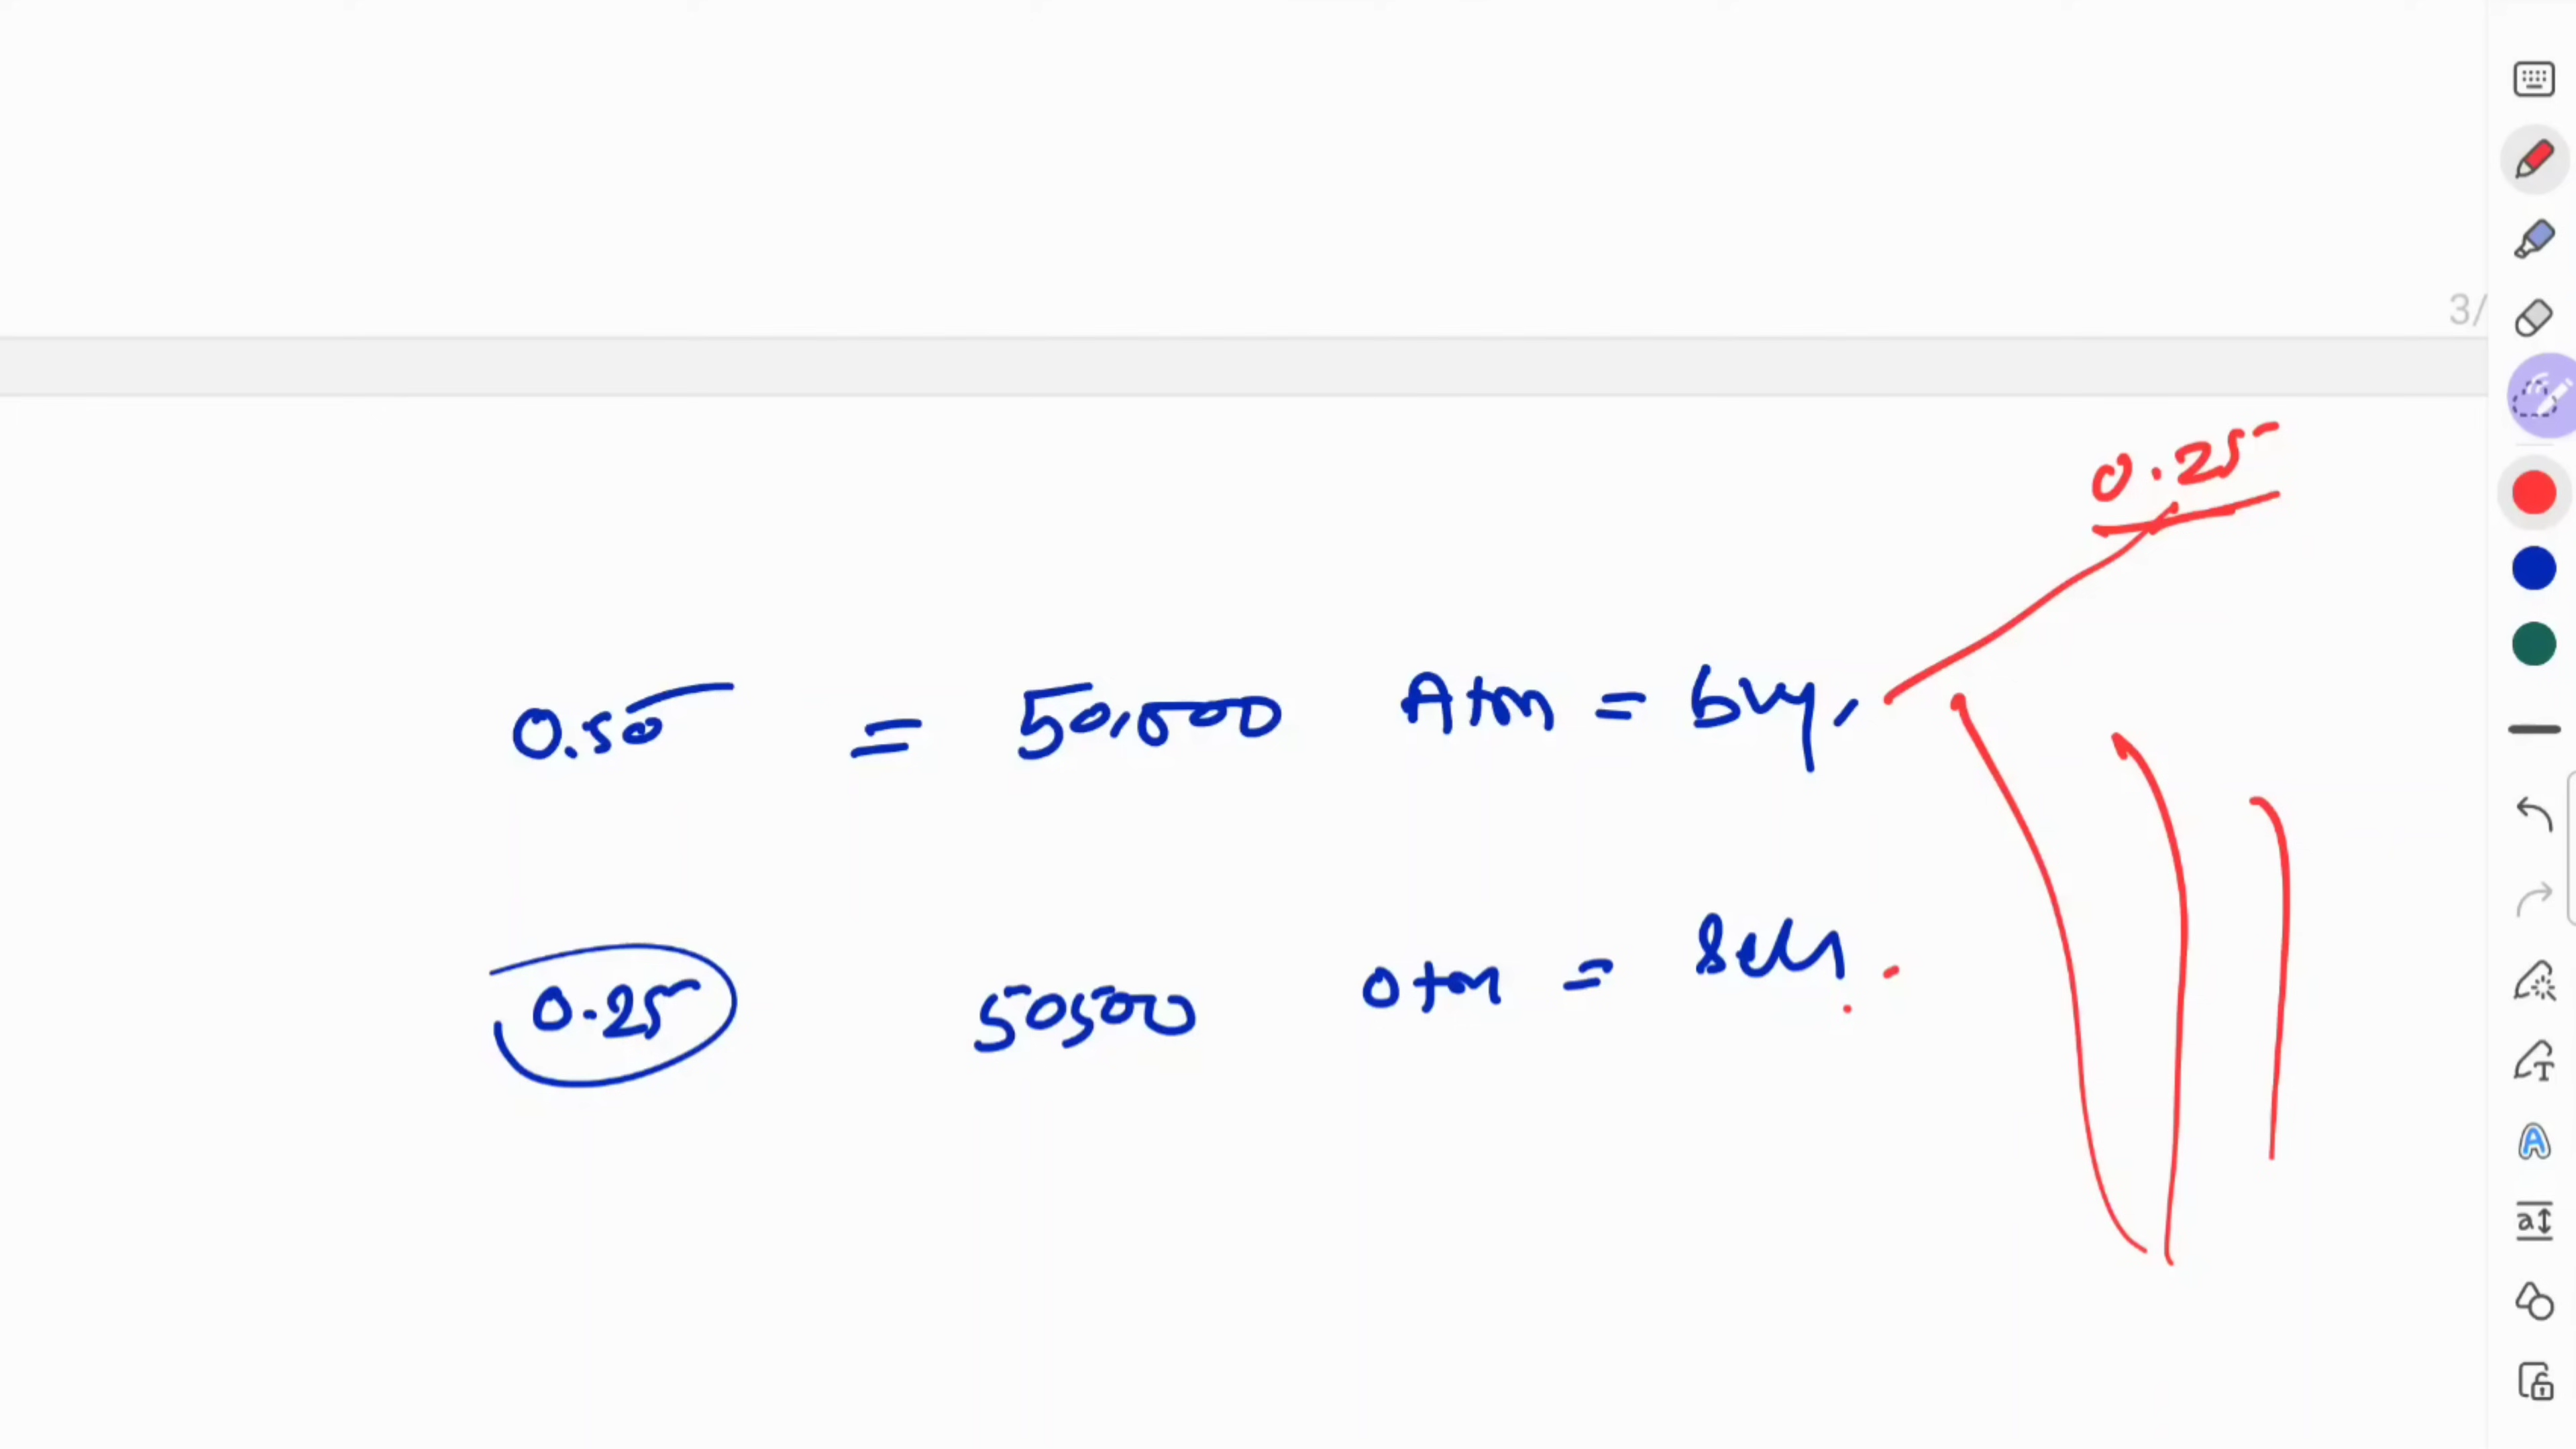 3/
0.25
0.50 = 50,000 Atm = buy,
0.25 50500 otm = sell.